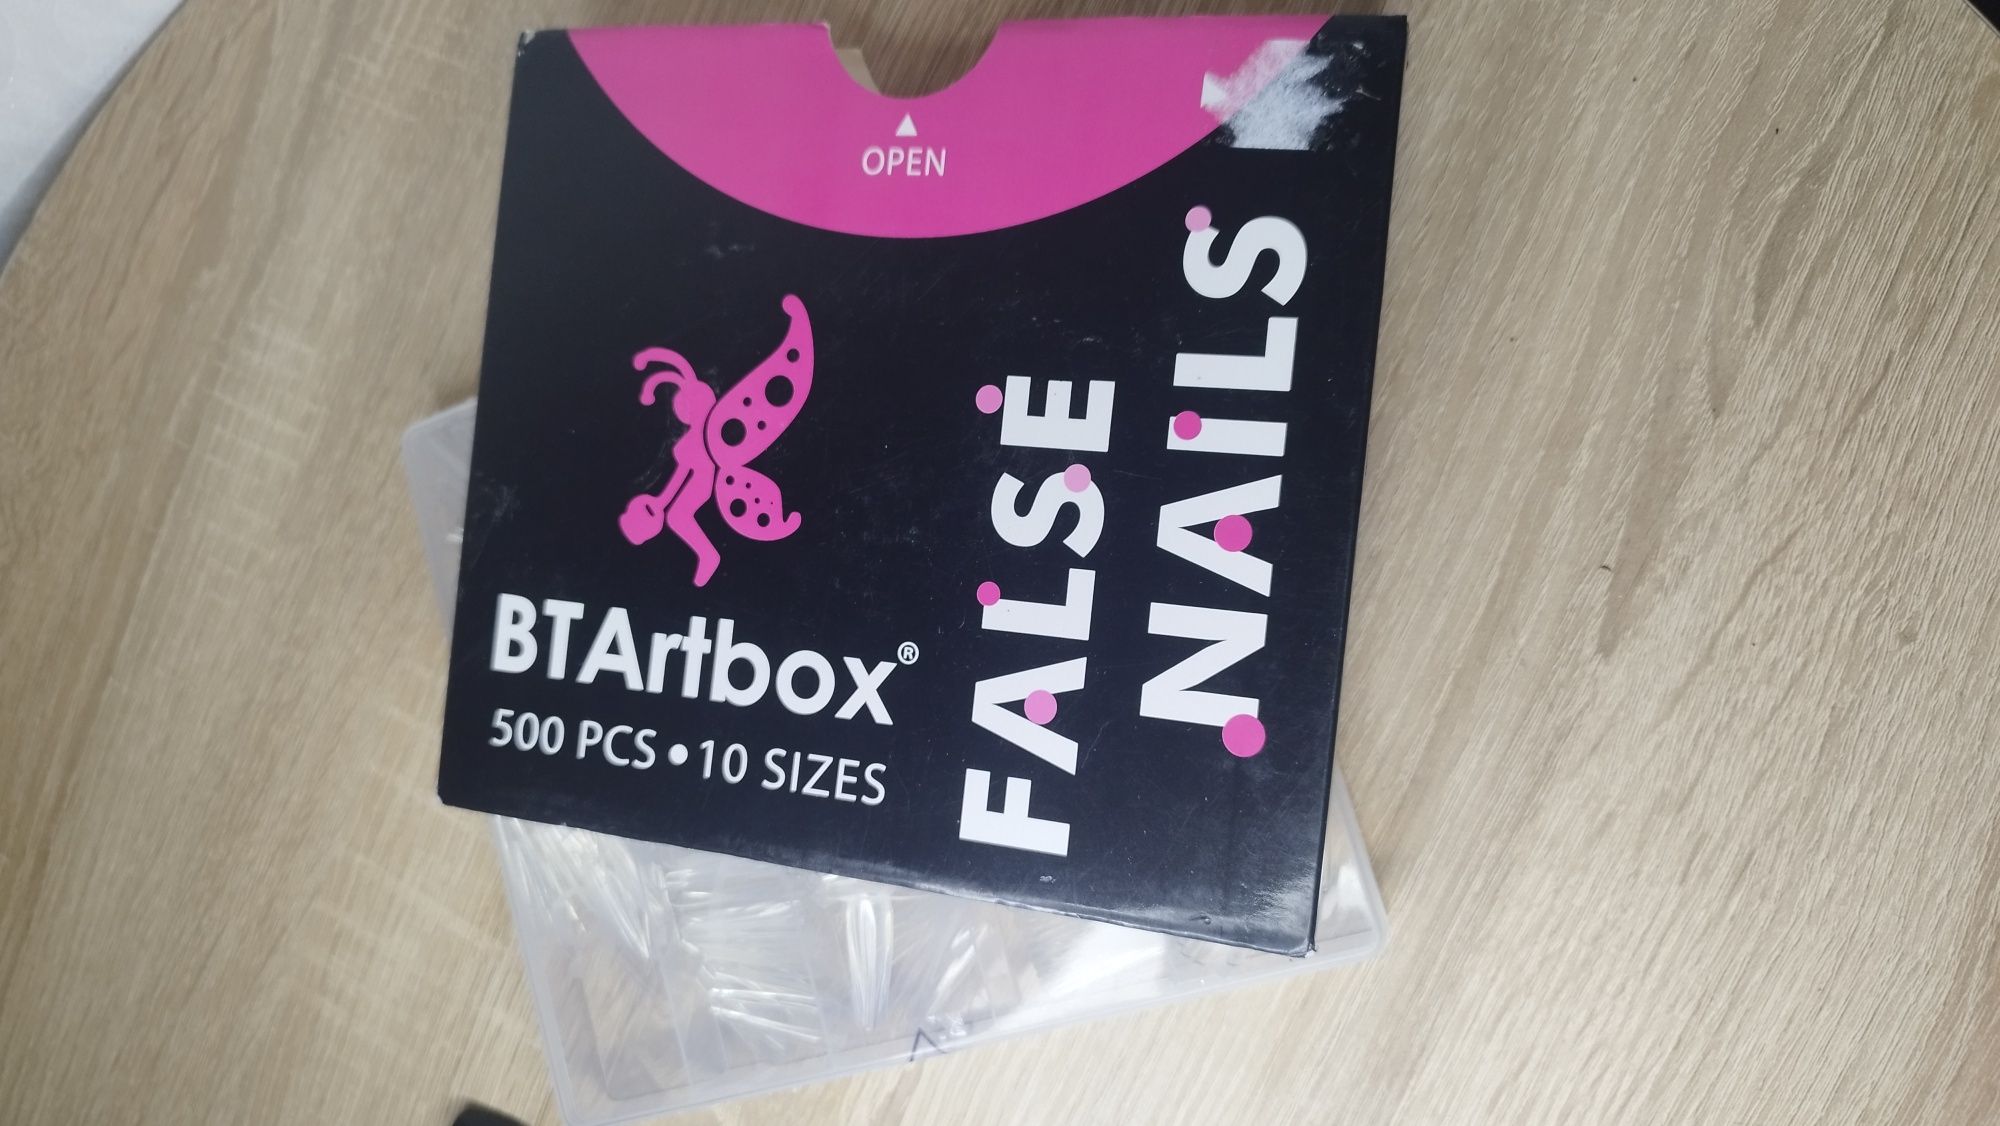 OPEN
BTArtbox®
500 PCS•10 SIZES
FALSE
NAILS